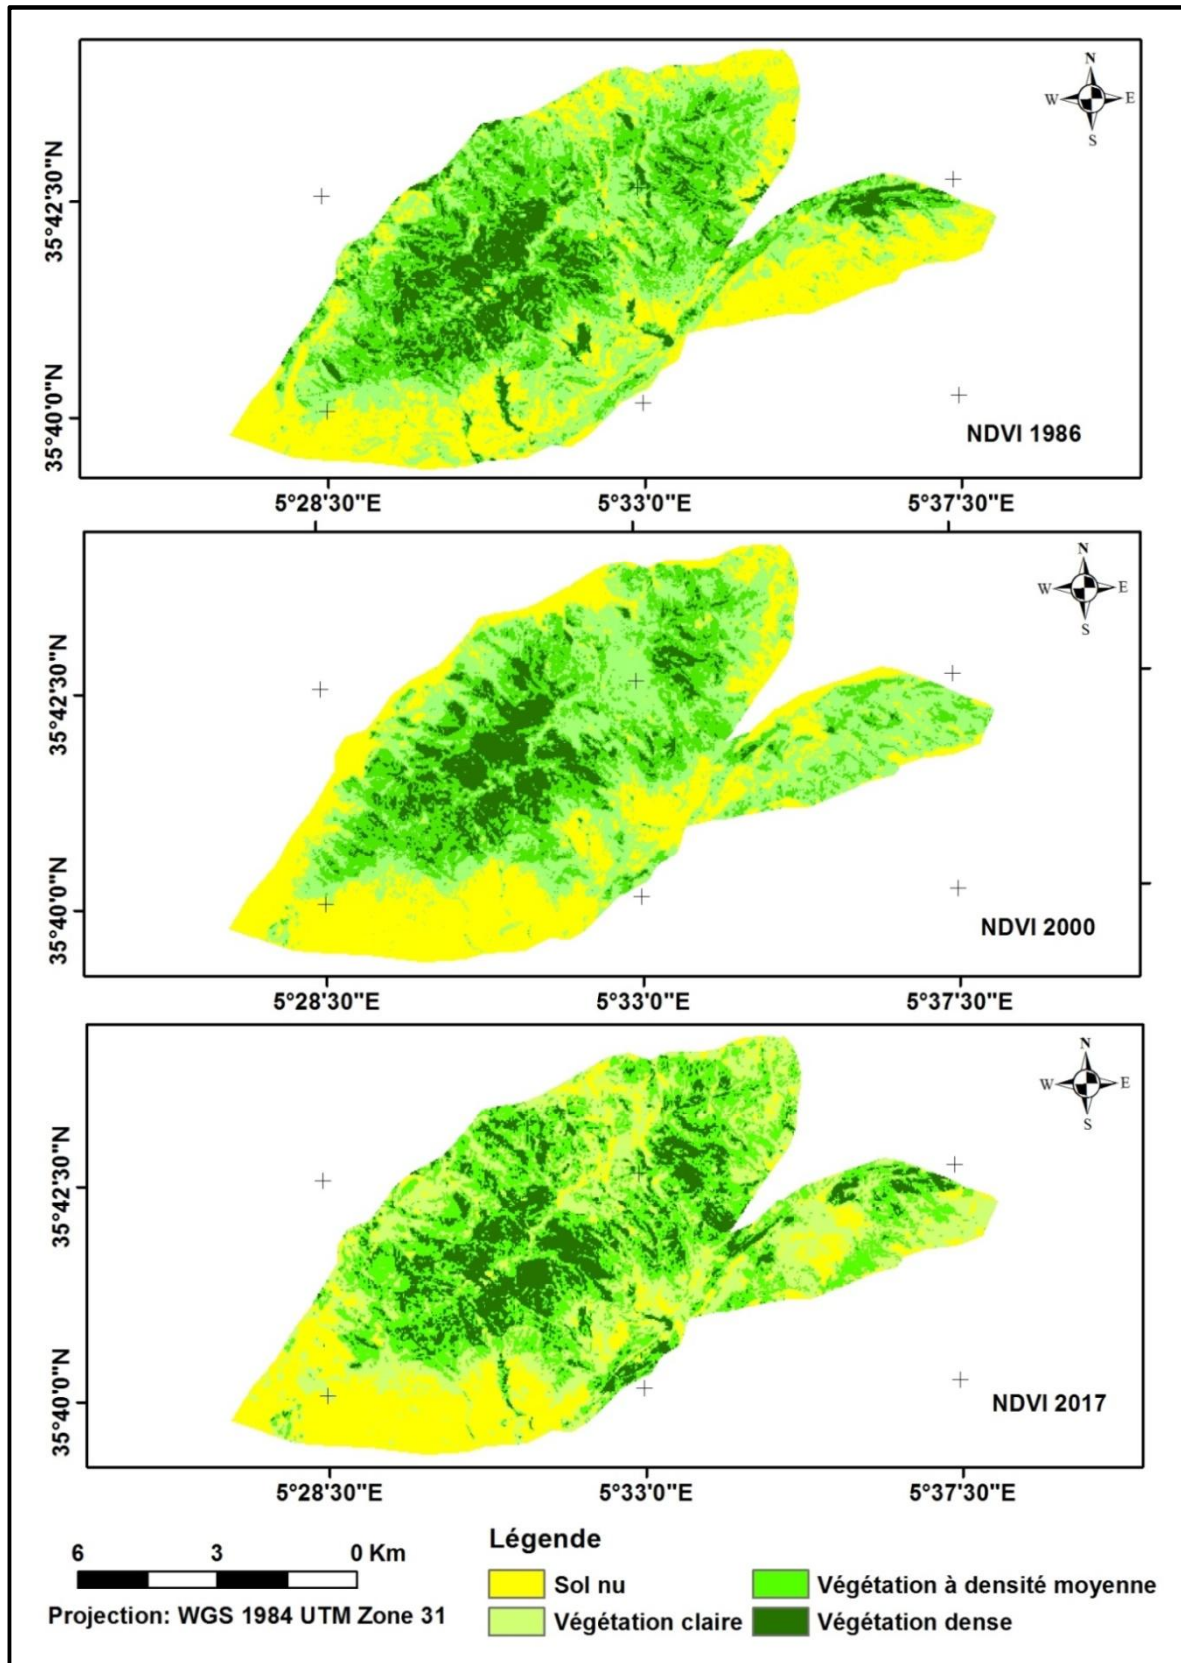 N
W E
S
35°42'30"N
35°40'0"N
NDVI 1986
5°28'30"E 5°33'0"E 5°37'30"E
N
W E
S
35°42'30"N
35°40'0"N
NDVI 2000
5°28'30"E 5°33'0"E 5°37'30"E
N
W E
S
35°42'30"N
35°40'0"N
NDVI 2017
5°28'30"E 5°33'0"E 5°37'30"E
6 3 0 Km
Projection: WGS 1984 UTM Zone 31
Légende
Sol nu
Végétation claire
Végétation à densité moyenne
Végétation dense